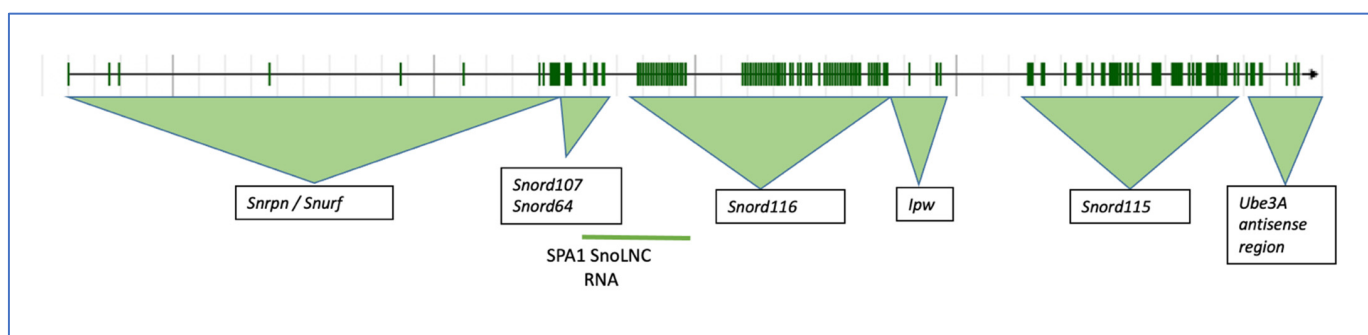 Snrpn / Snurf
Snord107
Snord64
Snord116
Ipw
Snord115
Ube3A
antisense
region
SPA1 SnoLNC
RNA